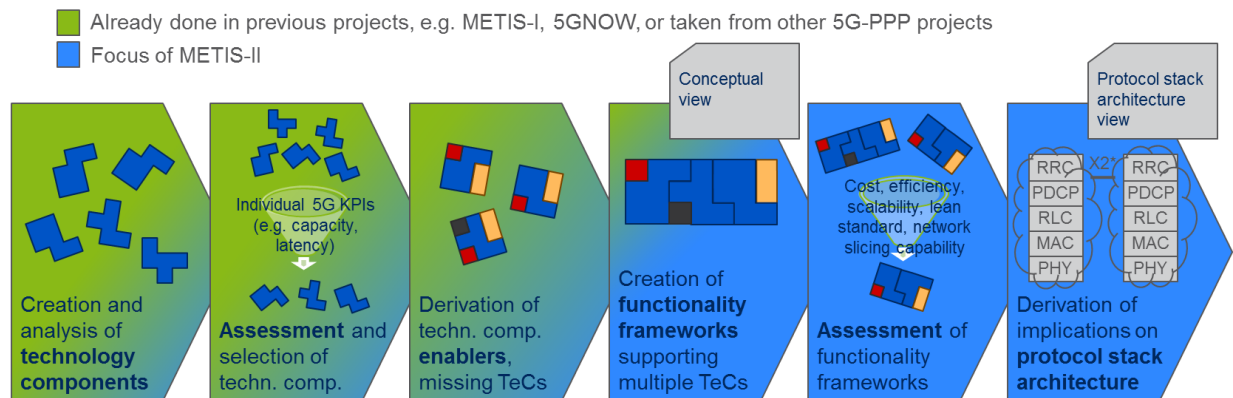 Already done in previous projects, e.g. METIS-I, 5GNOW, or taken from other 5G-PPP projects
Focus of METIS-II
Creation and
analysis of
technology
components
Individual 5G KPIs
(e.g. capacity,
latency)
Assessment and
selection of
techn. comp.
Derivation of
techn. comp.
enablers,
missing TeCs
Conceptual
view
Creation of
functionality
frameworks
supporting
multiple TeCs
Cost, efficiency,
scalability, lean
standard, network
slicing capability
Assessment of
functionality
frameworks
Protocol stack
architecture
view
RRC X2* RRC
PDCP PDCP
RLC RLC
MAC MAC
PHY PHY
Derivation of
implications on
protocol stack
architecture